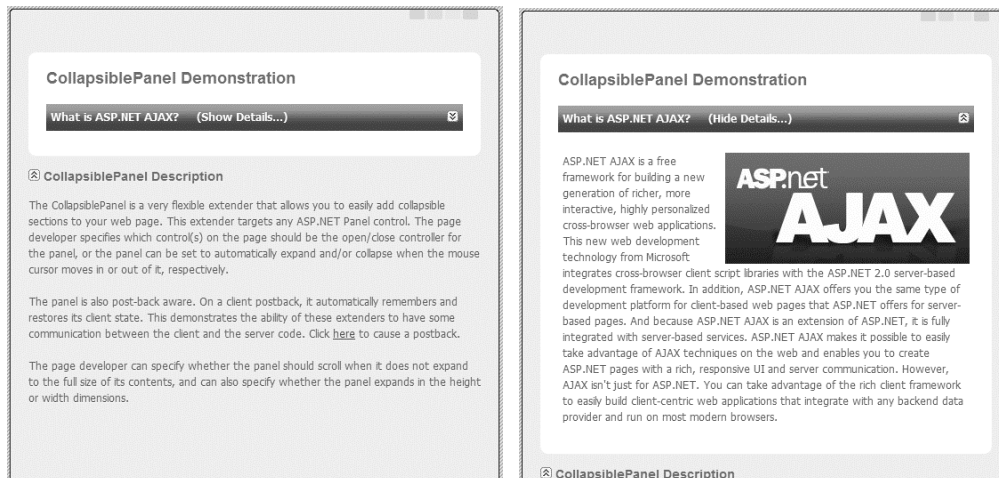 CollapsiblePanel Demonstration
What is ASP.NET AJAX? (Show Details...)
CollapsiblePanel Description
The CollapsiblePanel is a very flexible extender that allows you to easily add collapsible
sections to your web page. This extender targets any ASP.NET Panel control. The page
developer specifies which control(s) on the page should be the open/close controller for
the panel, or the panel can be set to automatically expand and/or collapse when the mouse
cursor moves in or out of it, respectively.
The panel is also post-back aware. On a client postback, it automatically remembers and
restores its client state. This demonstrates the ability of these extenders to have some
communication between the client and the server code. Click here to cause a postback.
The page developer can specify whether the panel should scroll when it does not expand
to the full size of its contents, and can also specify whether the panel expands in the height
or width dimensions.
CollapsiblePanel Demonstration
What is ASP.NET AJAX? (Hide Details...)
ASP.NET AJAX is a free
framework for building a new
generation of richer, more
interactive, highly personalized
cross-browser web applications.
This new web development
technology from Microsoft
ASP.net
AJAX
integrates cross-browser client script libraries with the ASP.NET 2.0 server-based
development framework. In addition, ASP.NET AJAX offers you the same type of
development platform for client-based web pages that ASP.NET offers for server-
based pages. And because ASP.NET AJAX is an extension of ASP.NET, it is fully
integrated with server-based services. ASP.NET AJAX makes it possible to easily
take advantage of AJAX techniques on the web and enables you to create
ASP.NET pages with a rich, responsive UI and server communication. However,
AJAX isn't just for ASP.NET. You can take advantage of the rich client framework
to easily build client-centric web applications that integrate with any backend data
provider and run on most modern browsers.
CollapsiblePanel Description